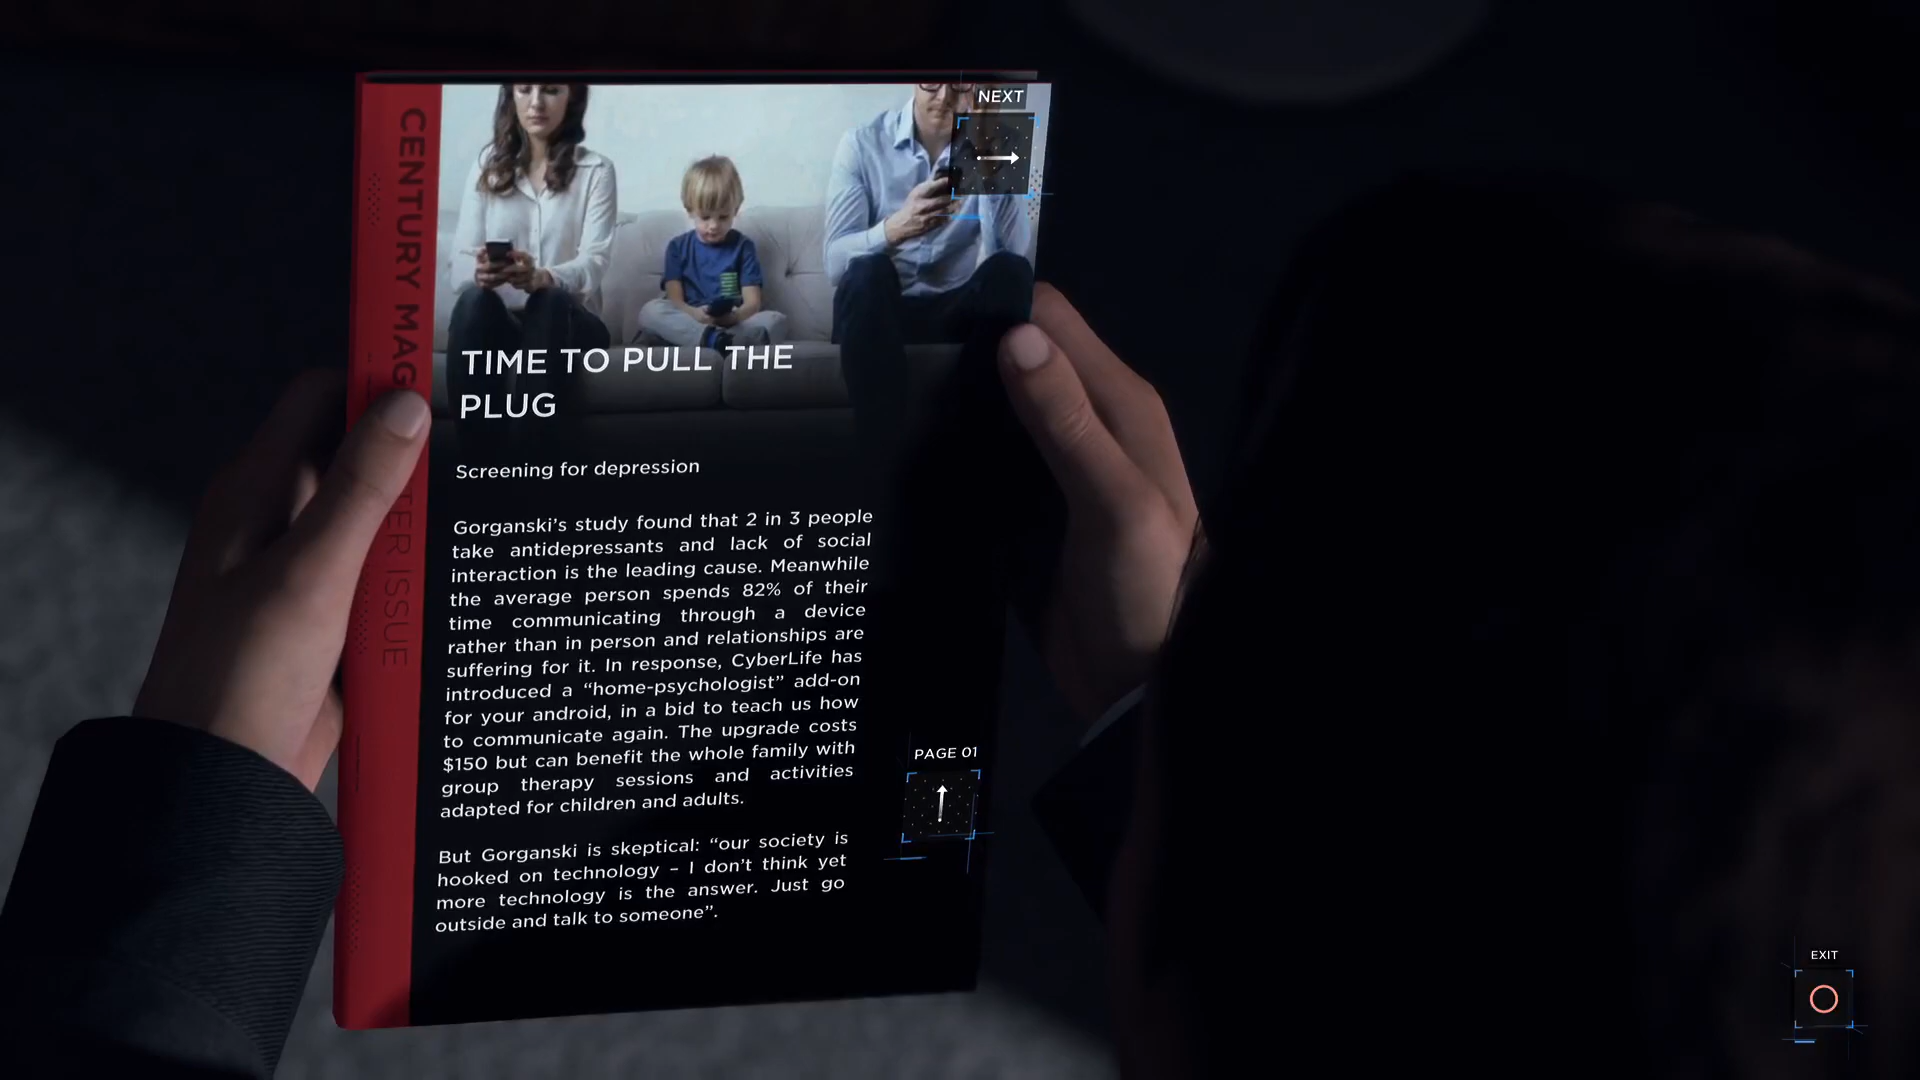 NEXT
CENTURY MAG
TER ISSUE
TIME TO PULL THE
PLUG
Screening for depression
Gorganski's study found that 2 in 3 people
take antidepressants and lack of social
interaction is the leading cause. Meanwhile
the average person spends 82% of their
time communicating through a device
rather than in person and relationships are
suffering for it. In response, CyberLife has
introduced a “home-psychologist” add-on
for your android, in a bid to teach us how
to communicate again. The upgrade costs
$150 but can benefit the whole family with
group therapy sessions and activities
adapted for children and adults.
But Gorganski is skeptical: “our society is
hooked on technology – I don't think yet
more technology is the answer. Just go
outside and talk to someone”.
PAGE 01
EXIT